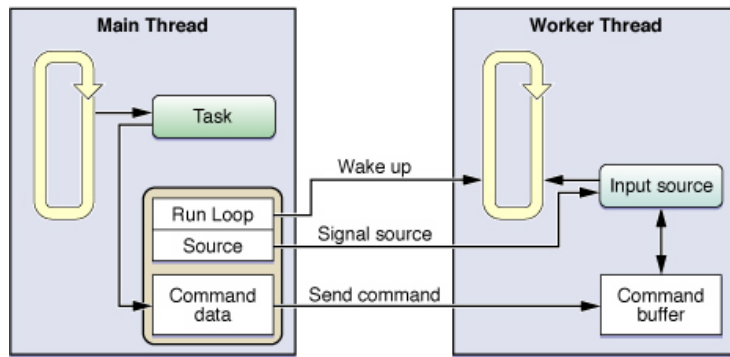 Main Thread
Task
Run Loop
Source
Command
data
Wake up
Signal source
Send command
Worker Thread
Input source
Command
buffer